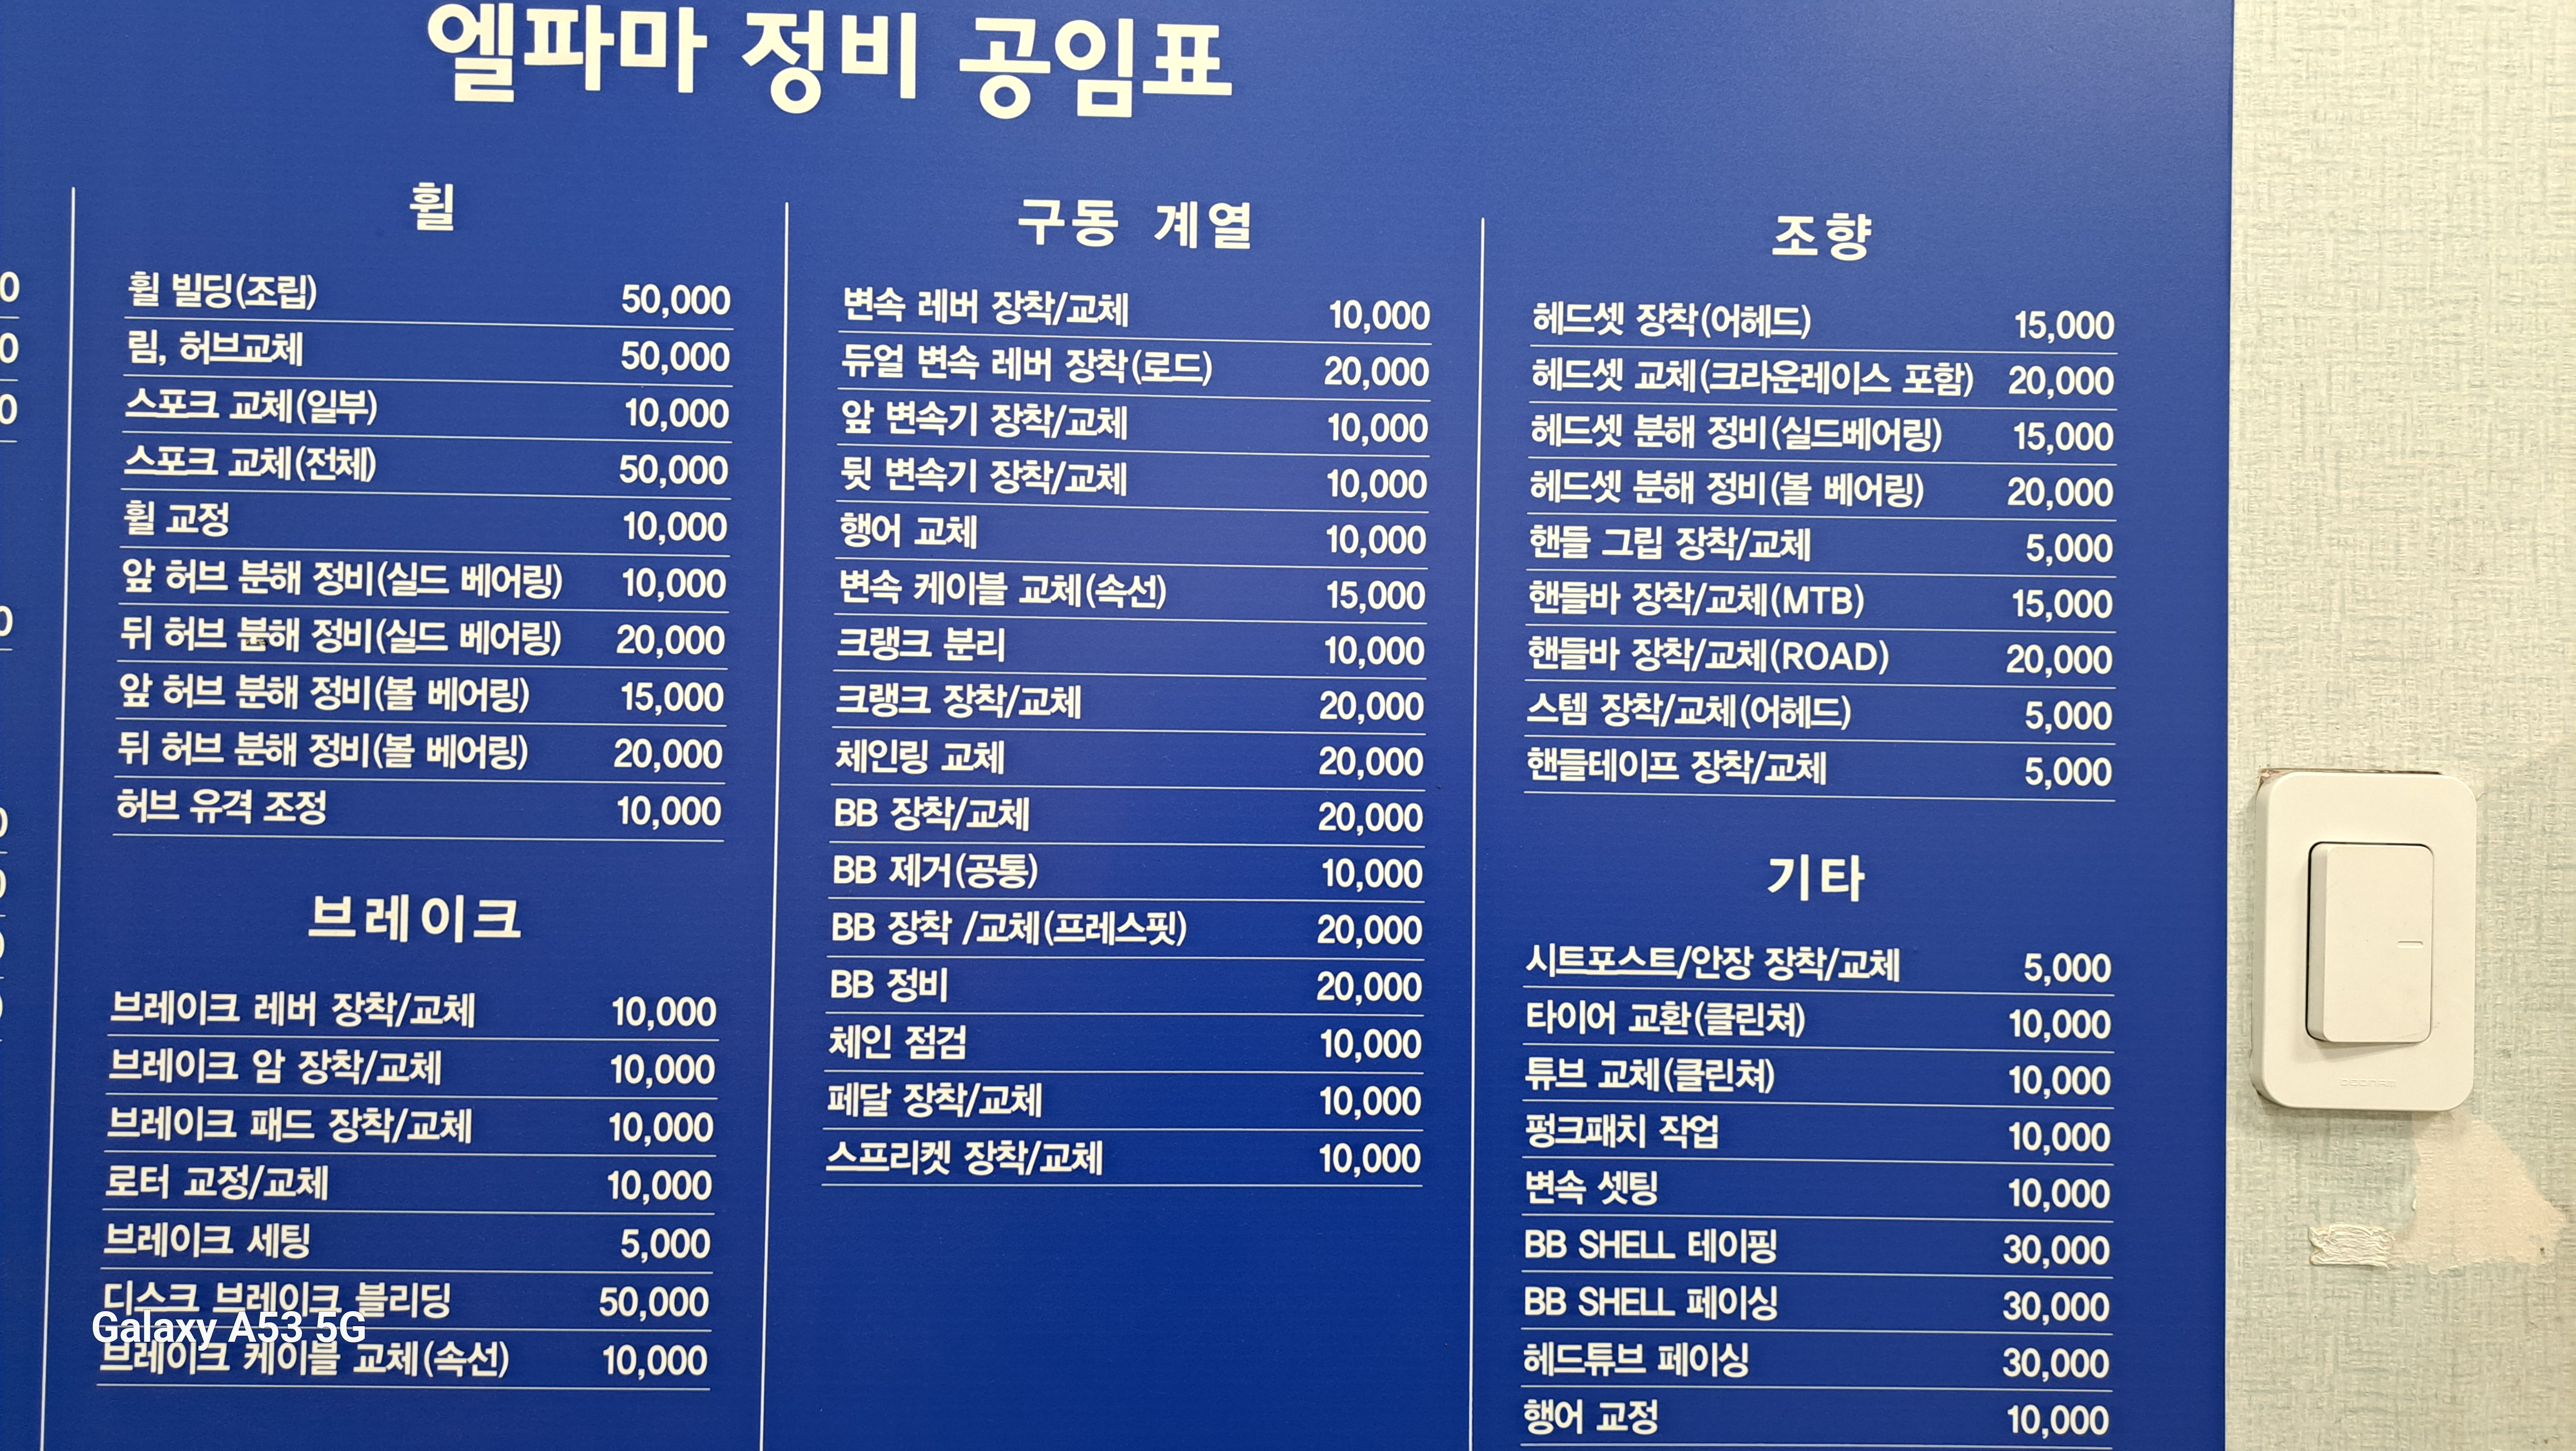 엘파마 정비 공임표
휠
휠 빌딩(조립) 50,000
림, 허브교체 50,000
스포크 교체(일부) 10,000
스포크 교체(전체) 50,000
휠 교정 10,000
앞 허브 분해 정비(실드 베어링) 10,000
뒤 허브 분해 정비(실드 베어링) 20,000
앞 허브 분해 정비(볼 베어링) 15,000
뒤 허브 분해 정비(볼 베어링) 20,000
허브 유격 조정 10,000
브레이크
브레이크 레버 장착/교체 10,000
브레이크 암 장착/교체 10,000
브레이크 패드 장착/교체 10,000
로터 교정/교체 10,000
브레이크 세팅 5,000
디스크 브레이크 블리딩 50,000
브레이크 케이블 교체(속선) 10,000
구동 계열
변속 레버 장착/교체 10,000
듀얼 변속 레버 장착(로드) 20,000
앞 변속기 장착/교체 10,000
뒷 변속기 장착/교체 10,000
행어 교체 10,000
변속 케이블 교체(속선) 15,000
크랭크 분리 10,000
크랭크 장착/교체 20,000
체인링 교체 20,000
BB 장착/교체 20,000
BB 제거(공통) 10,000
BB 장착 /교체(프레스핏) 20,000
BB 정비 20,000
체인 점검 10,000
페달 장착/교체 10,000
스프리켓 장착/교체 10,000
조향
헤드셋 장착(어헤드) 15,000
헤드셋 교체(크라운레이스 포함) 20,000
헤드셋 분해 정비(실드베어링) 15,000
헤드셋 분해 정비(볼 베어링) 20,000
핸들 그립 장착/교체 5,000
핸들바 장착/교체(MTB) 15,000
핸들바 장착/교체(ROAD) 20,000
스템 장착/교체(어헤드) 5,000
핸들테이프 장착/교체 5,000
기타
시트포스트/안장 장착/교체 5,000
타이어 교환(클린쳐) 10,000
튜브 교체(클린쳐) 10,000
펑크패치 작업 10,000
변속 셋팅 10,000
BB SHELL 테이핑 30,000
BB SHELL 페이싱 30,000
헤드튜브 페이싱 30,000
행어 교정 10,000
Galaxy A53 5G